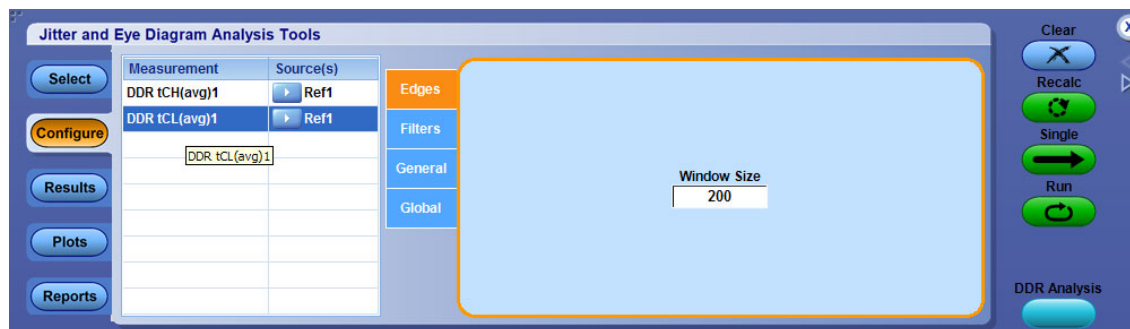 Jitter and Eye Diagram Analysis Tools
Clear
Select
Measurement Source(s)
DDR tCH(avg)1 Ref1
DDR tCL(avg)1 Ref1
DDR tCL(avg)1
Configure
Results
Plots
Reports
Edges
Filters
General
Global
Window Size
200
Recalc
Single
Run
DDR Analysis